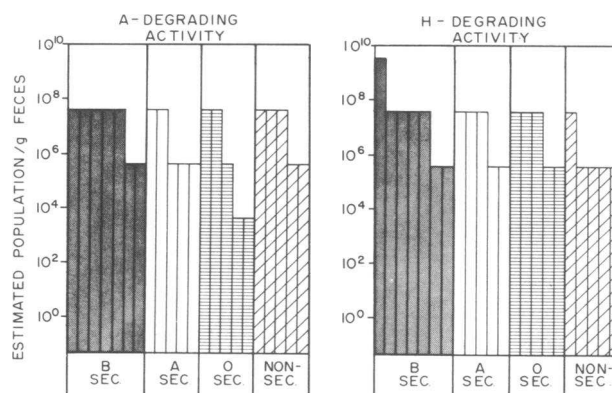 A-DEGRADING
ACTIVITY
ESTIMATED POPULATION/g FECES
10¹⁰
10⁸
10⁶
10⁴
10²
10⁰
B
SEC.
A
SEC.
O
SEC.
NON-
SEC.
H - DEGRADING
ACTIVITY
10¹⁰
10⁸
10⁶
10⁴
10²
10⁰
B
SEC.
A
SEC.
O
SEC.
NON-
SEC.